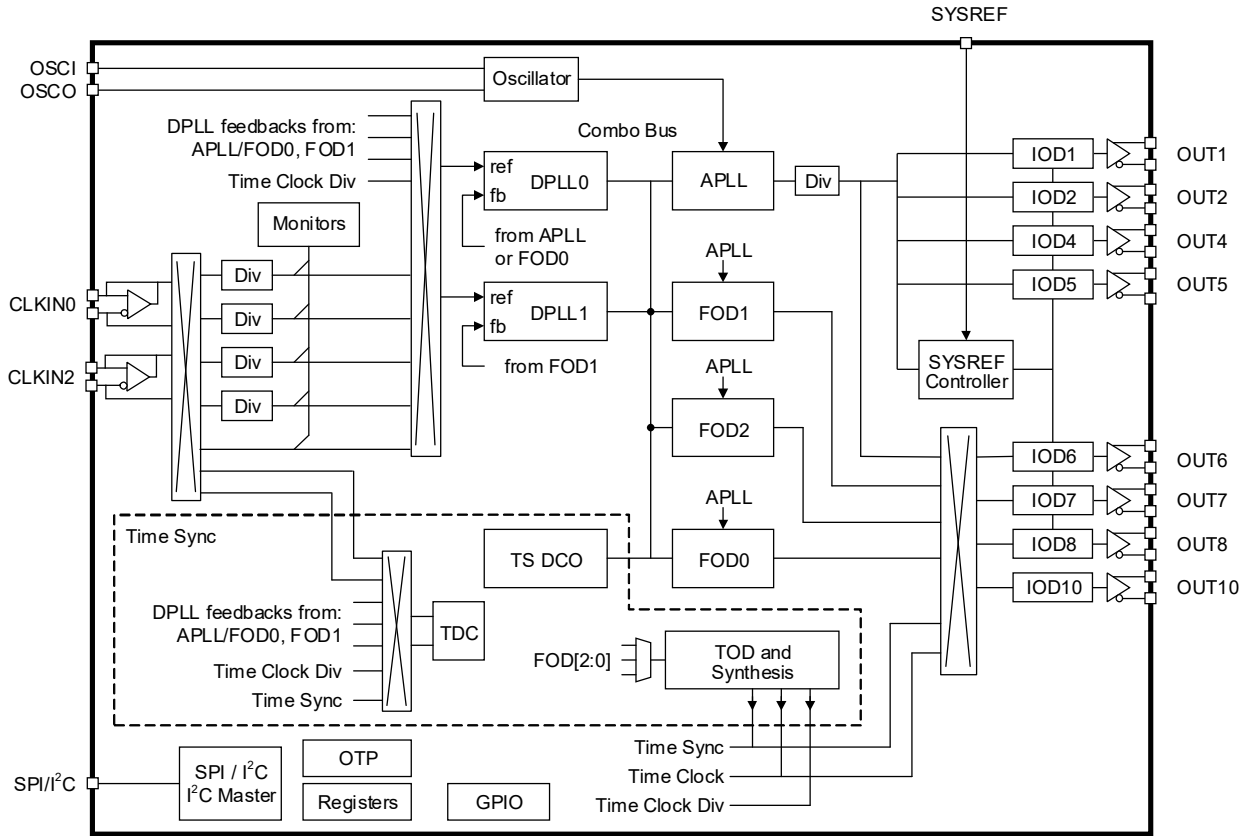 SYSREF
OSCI
OSCO
Oscillator
DPLL feedbacks from:
APLL/FOD0, FOD1
Time Clock Div
Combo Bus
ref
fb
DPLL0
APLL
Div
IOD1
OUT1
IOD2
OUT2
IOD4
OUT4
IOD5
OUT5
Monitors
from APLL
or FOD0
APLL
CLKIN0
Div
Div
Div
Div
ref
fb
DPLL1
FOD1
from FOD1
CLKIN2
APLL
SYSREF
Controller
FOD2
IOD6
OUT6
IOD7
OUT7
IOD8
OUT8
IOD10
OUT10
APLL
Time Sync
TS DCO
FOD0
DPLL feedbacks from:
APLL/FOD0, FOD1
Time Clock Div
Time Sync
TDC
FOD[2:0]
TOD and
Synthesis
Time Sync
Time Clock
Time Clock Div
SPI/I²C
SPI / I²C
I²C Master
OTP
Registers
GPIO